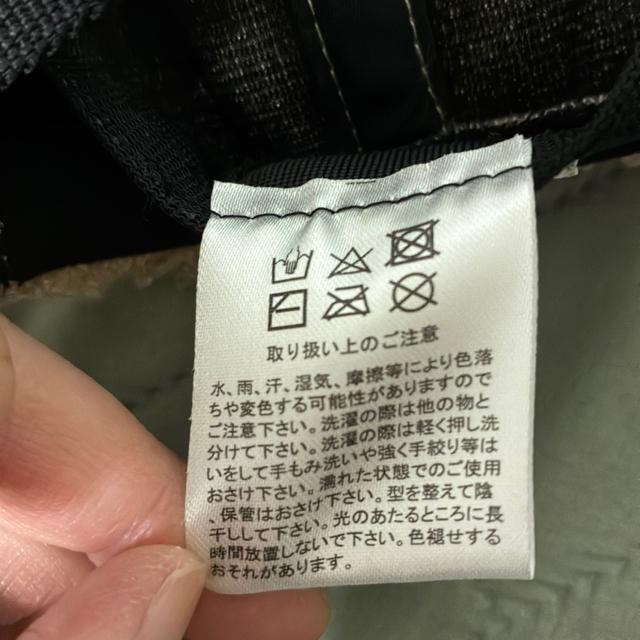 取り扱い上のご注意
水、雨、汗、湿気、摩擦等により色落
ちや変色する可能性がありますので
ご注意下さい。洗濯の際は他の物と
分けて下さい。洗濯の際は軽く押し洗
いをして手もみ洗いや強く手絞り等は
おさけ下さい。濡れた状態でのご使用
、保管はおさけ下さい。型を整えて陰
干しして下さい。光のあたるところに長
時間放置しないで下さい。色褪せする
おそれがあります。